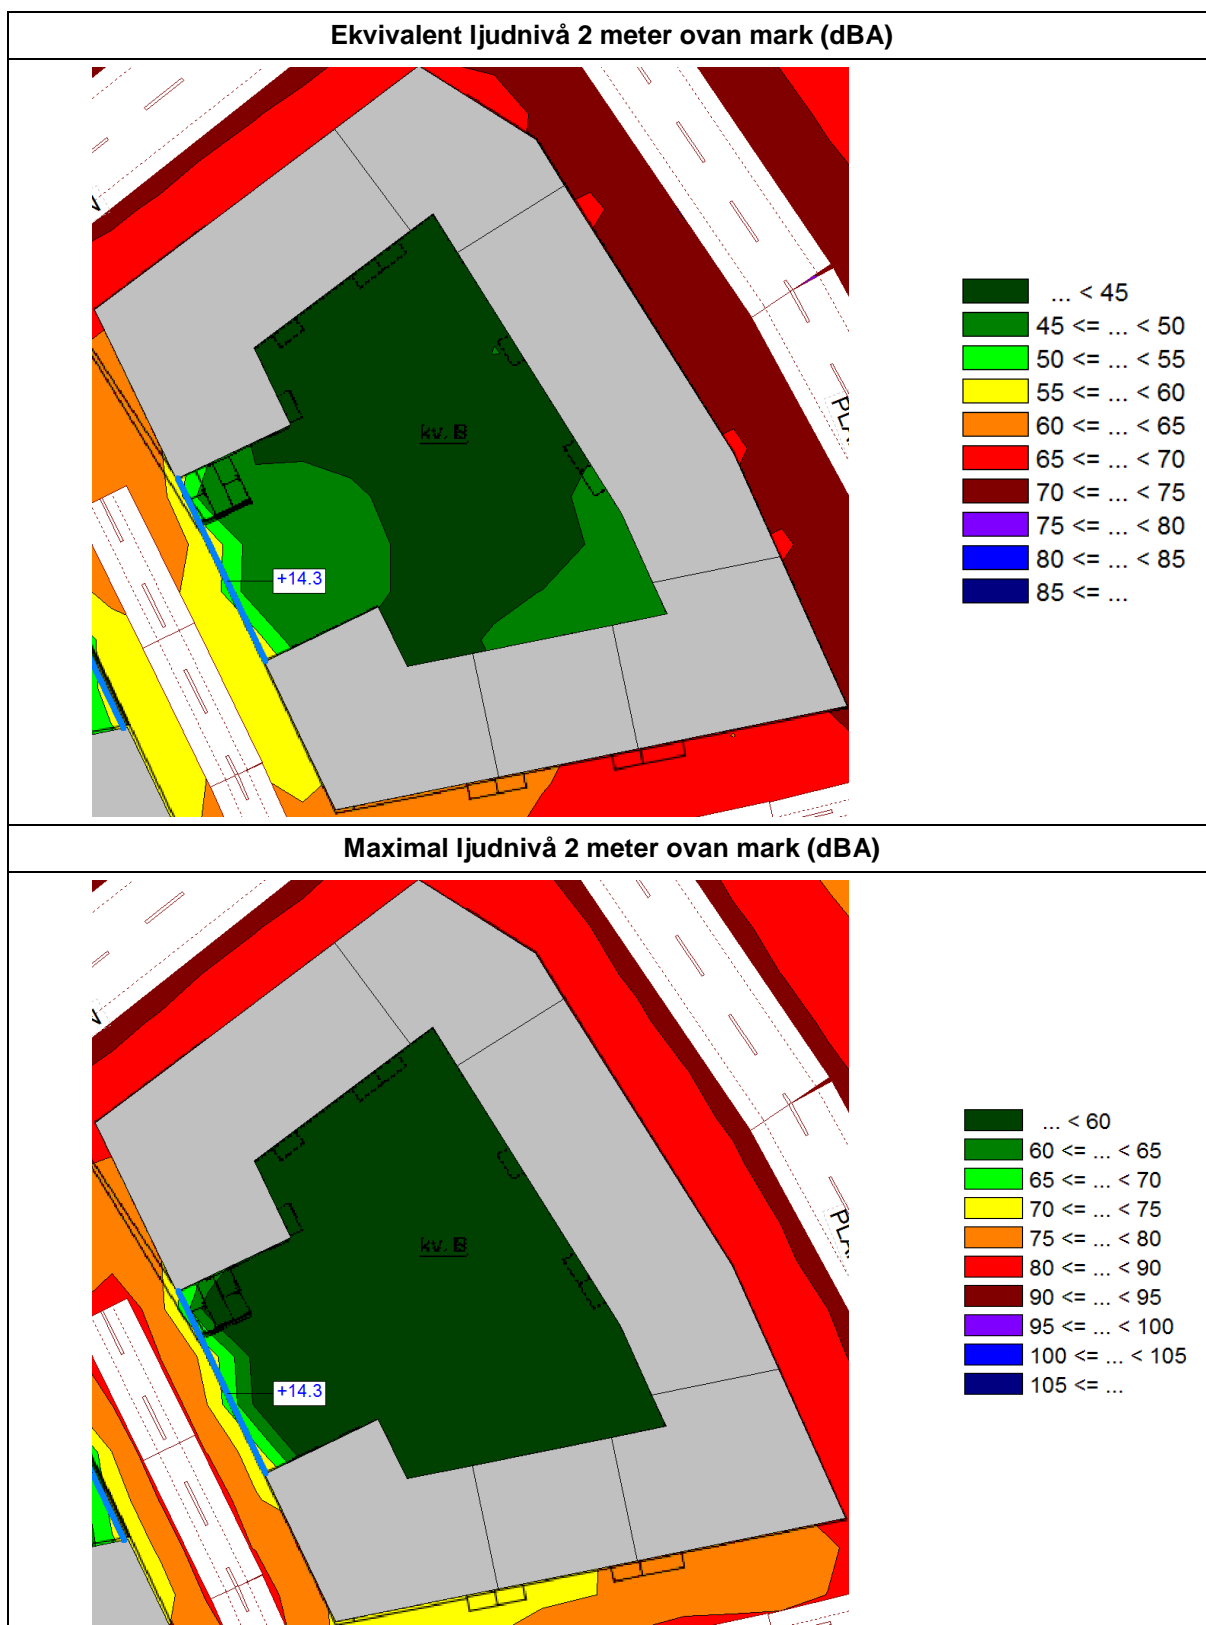 Ekvivalent ljudnivå 2 meter ovan mark (dBA)
kv. B
+14.3
... < 45
45 <= ... < 50
50 <= ... < 55
55 <= ... < 60
60 <= ... < 65
65 <= ... < 70
70 <= ... < 75
75 <= ... < 80
80 <= ... < 85
85 <= ...
Maximal ljudnivå 2 meter ovan mark (dBA)
kv. B
+14.3
... < 60
60 <= ... < 65
65 <= ... < 70
70 <= ... < 75
75 <= ... < 80
80 <= ... < 90
90 <= ... < 95
95 <= ... < 100
100 <= ... < 105
105 <= ...